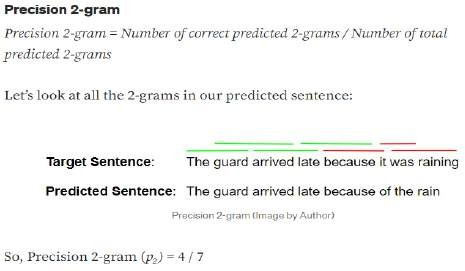 Precision 2-gram
Precision 2-gram = Number of correct predicted 2-grams / Number of total
predicted 2-grams
Let's look at all the 2-grams in our predicted sentence:
Target Sentence: The guard arrived late because it was raining
Predicted Sentence: The guard arrived late because of the rain
Precision 2-gram (Image by Author)
So, Precision 2-gram (p₂) = 4 / 7